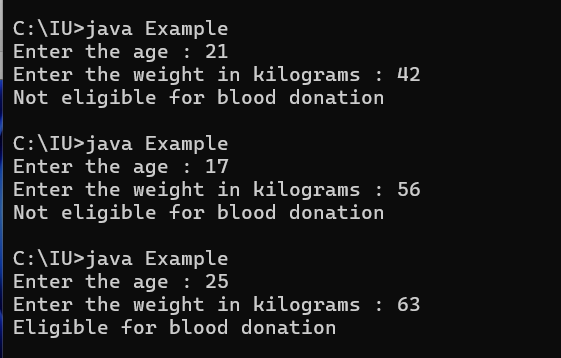 C:\IU>java Example
Enter the age : 21
Enter the weight in kilograms : 42
Not eligible for blood donation
C:\IU>java Example
Enter the age : 17
Enter the weight in kilograms : 56
Not eligible for blood donation
C:\IU>java Example
Enter the age : 25
Enter the weight in kilograms : 63
Eligible for blood donation